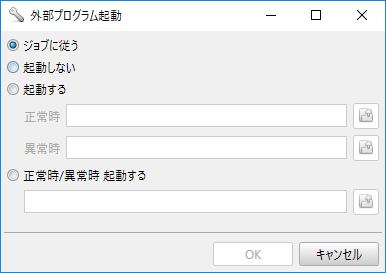 外部プログラム起動
ジョブに従う
起動しない
起動する
正常時
異常時
正常時/異常時 起動する
OK
キャンセル